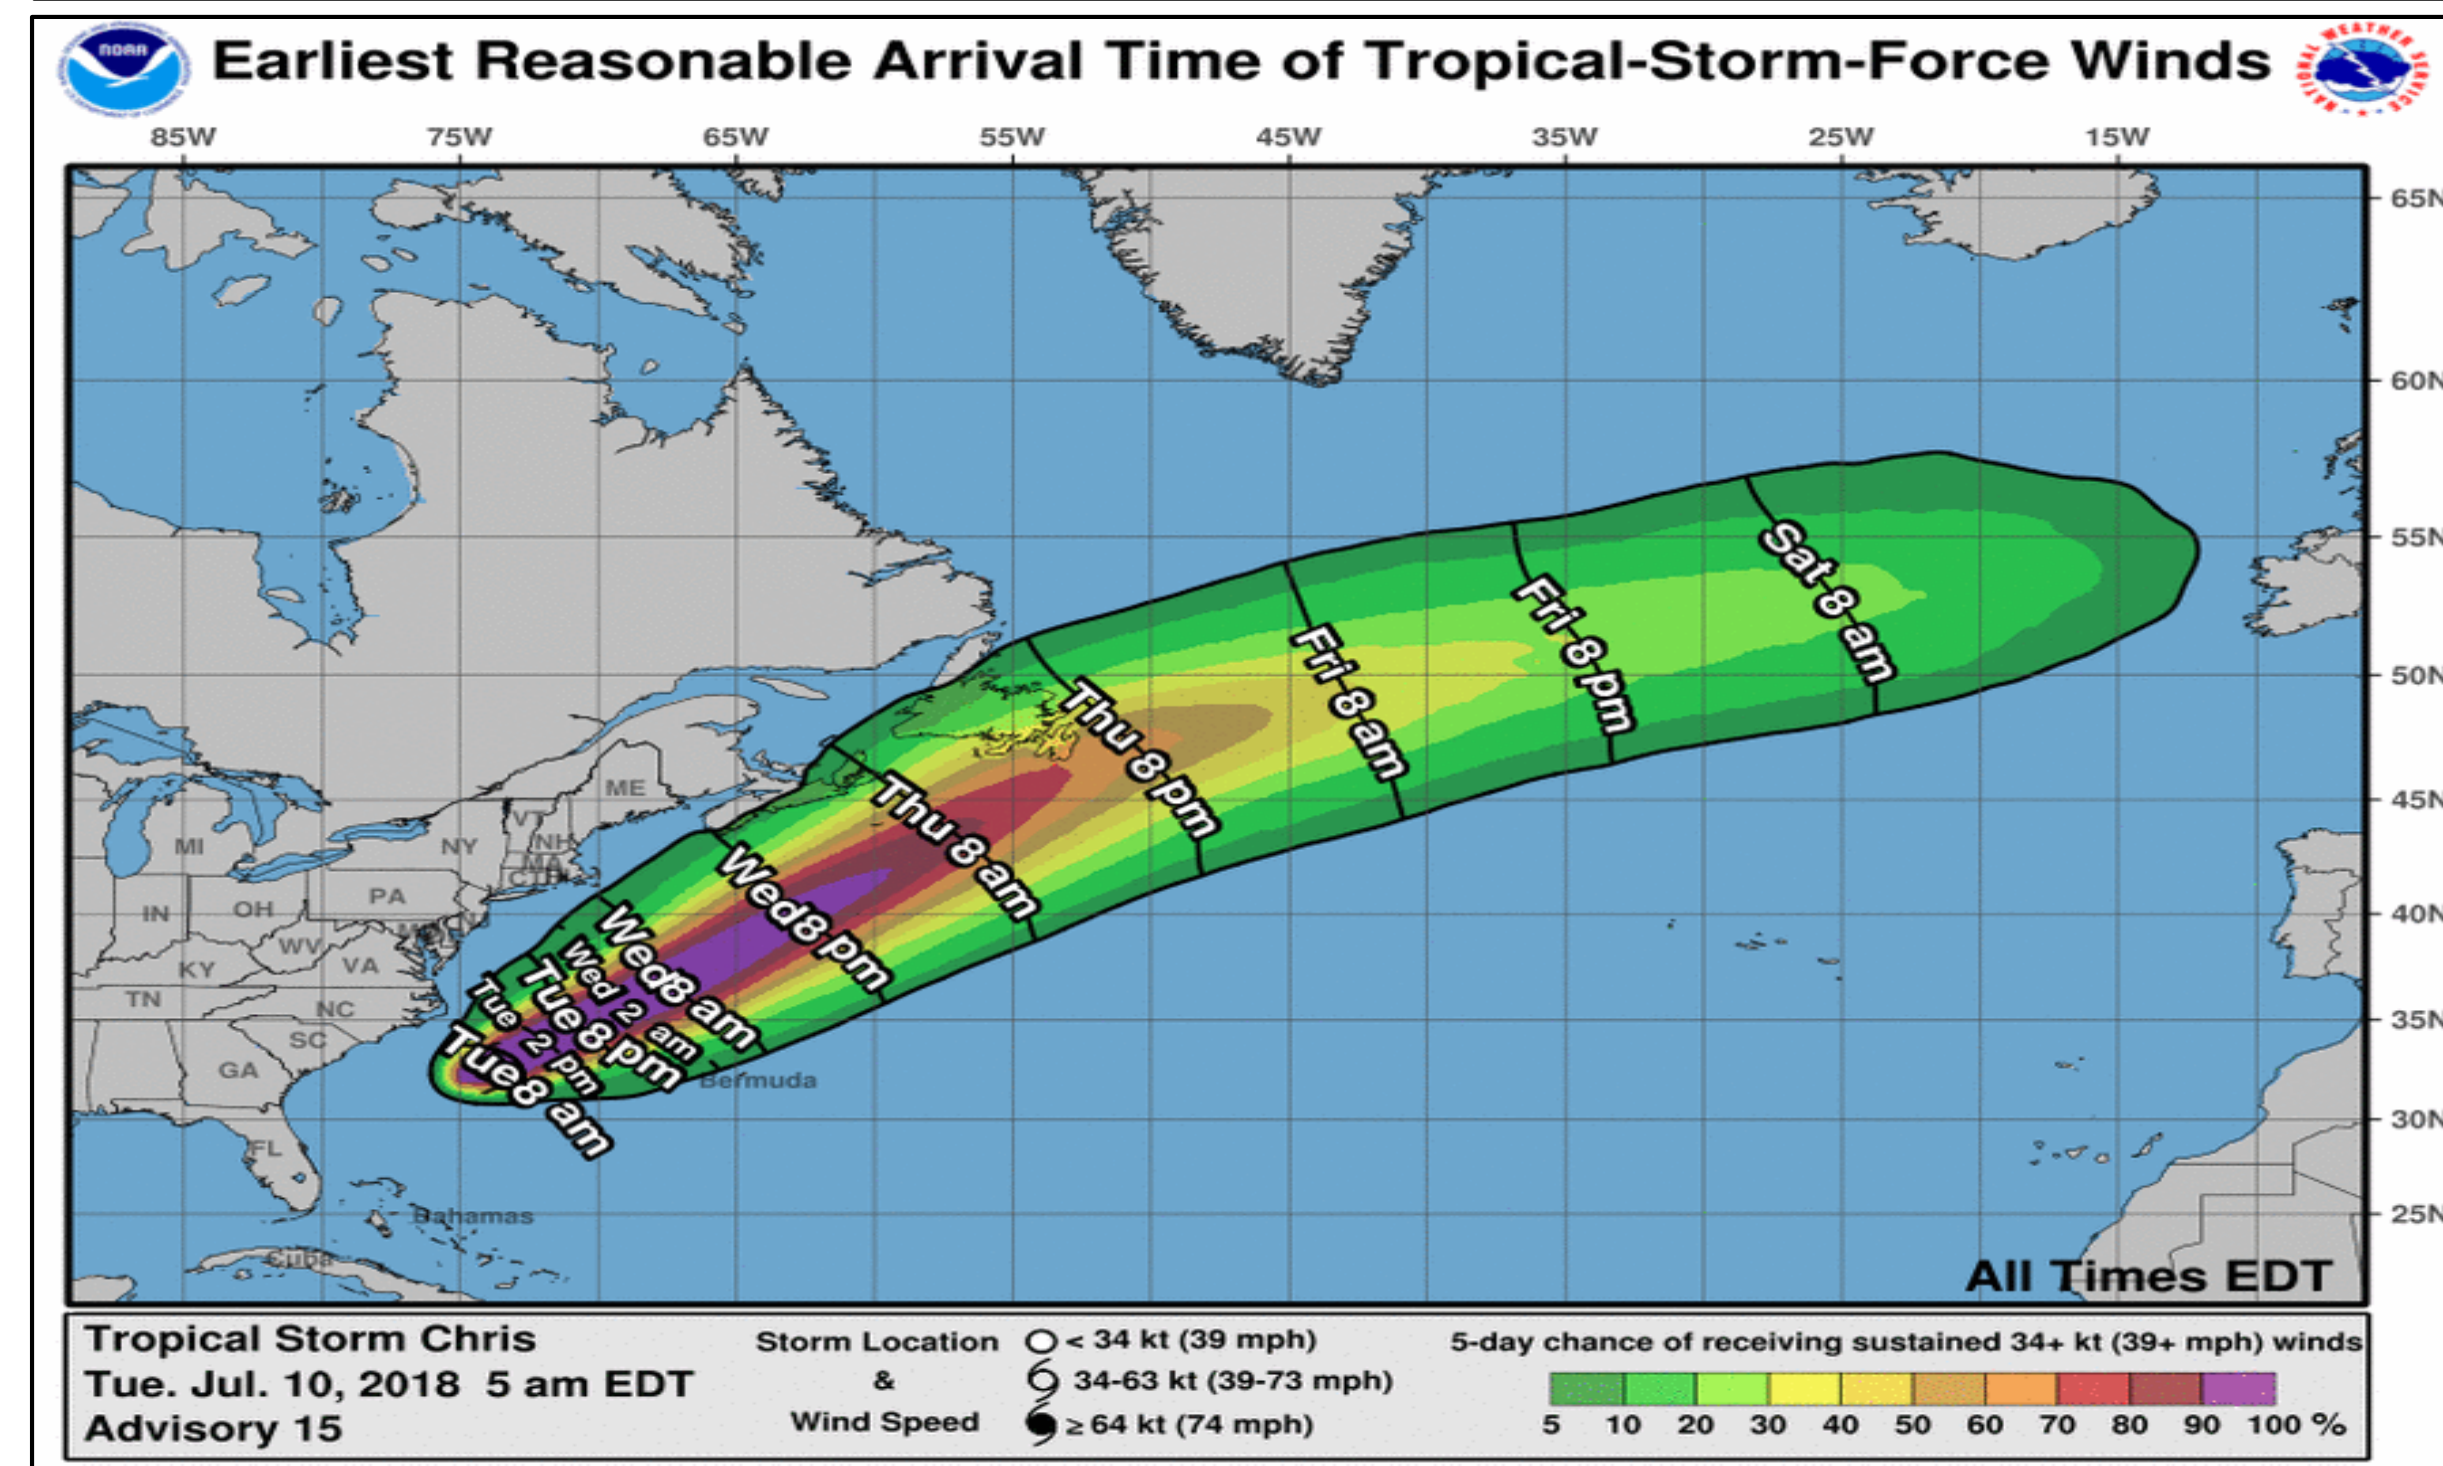 NOAA
Earliest Reasonable Arrival Time of Tropical-Storm-Force Winds
NATIONAL WEATHER SERVICE
85W 75W 65W 55W 45W 35W 25W 15W
65N
60N
55N
50N
45N
40N
35N
30N
25N
Sat 8 am
Fri 8 pm
Fri 8 am
Thu 8 pm
Thu 8 am
Wed 8 pm
Wed 8 am
Wed 2 am
Tue 8 pm
Tue 2 pm
Tue 8 am
ME
VT
NH
MI
NY
MA
CT
PA
IN
OH
WV
VA
KY
TN
NC
SC
GA
FL
Bermuda
Bahamas
Cuba
All Times EDT
Tropical Storm Chris
Tue. Jul. 10, 2018 5 am EDT
Advisory 15
Storm Location
&
Wind Speed
< 34 kt (39 mph)
34-63 kt (39-73 mph)
≥ 64 kt (74 mph)
5-day chance of receiving sustained 34+ kt (39+ mph) winds
5 10 20 30 40 50 60 70 80 90 100 %